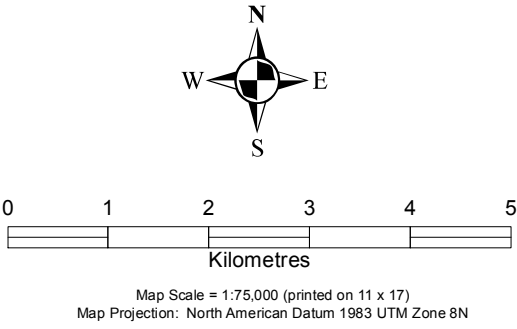 N
W E
S
0 1 2 3 4 5
Kilometres
Map Scale = 1:75,000 (printed on 11 x 17)
Map Projection: North American Datum 1983 UTM Zone 8N